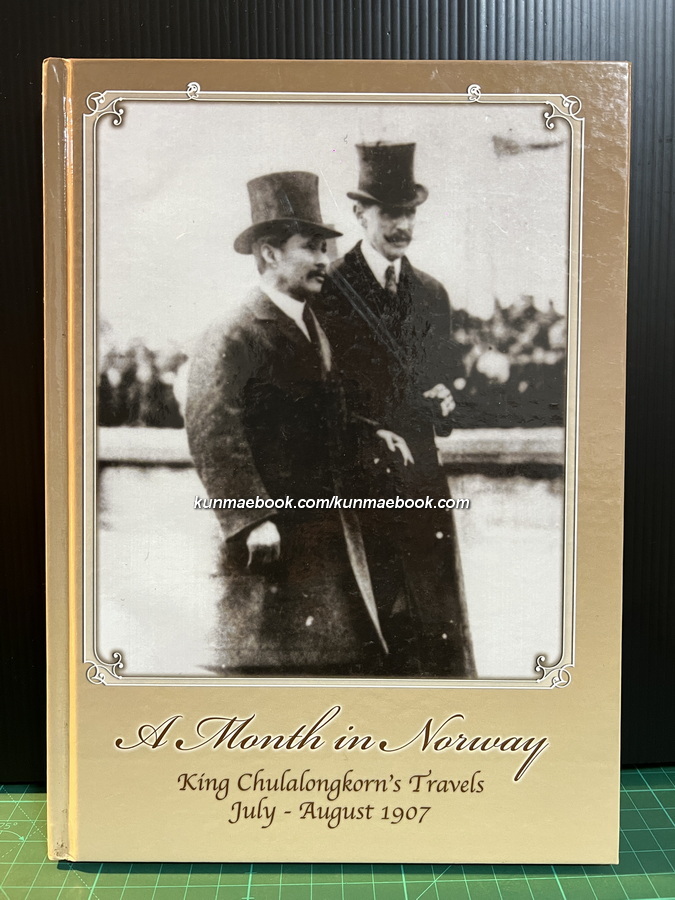 kunmaebook.com/kunmaebook.com
A Month in Norway
King Chulalongkorn's Travels
July - August 1907